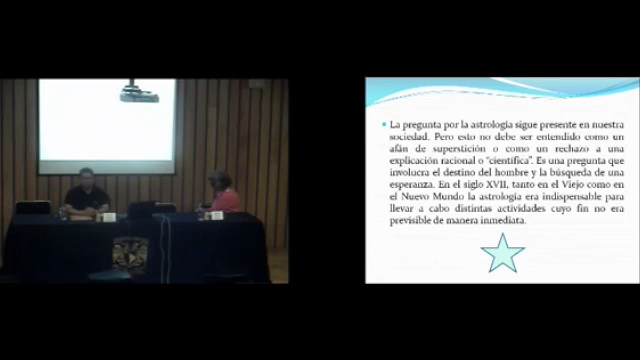 La pregunta por la astrología sigue presente en nuestra
sociedad. Pero esto no debe ser entendido como un
afán de superstición o como un rechazo a una
explicación racional o "científica". Es una pregunta que
involucra el destino del hombre y la búsqueda de una
esperanza. En el siglo XVII, tanto en el Viejo como en
el Nuevo Mundo la astrología era indispensable para
llevar a cabo distintas actividades cuyo fin no era
previsible de manera inmediata.